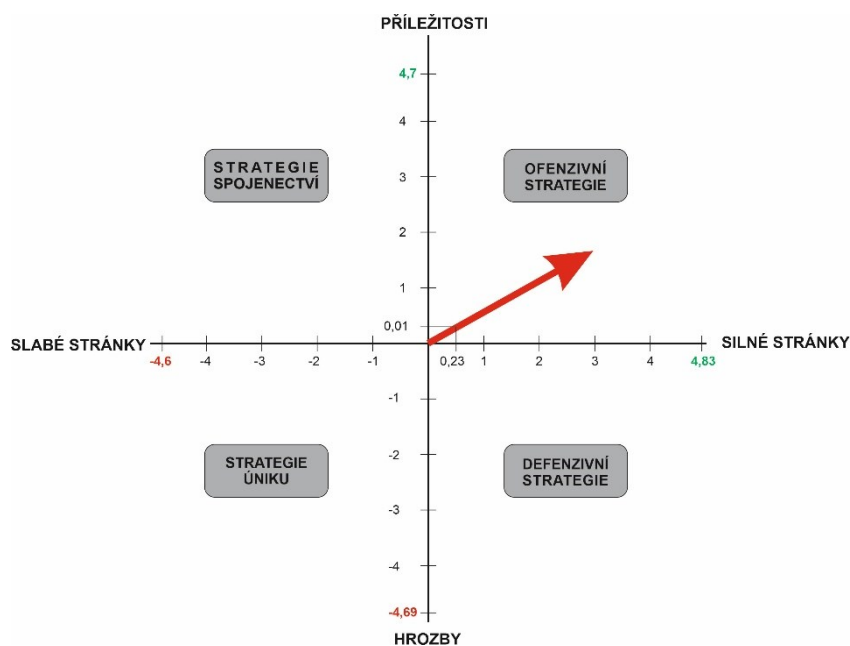 PŘÍLEŽITOSTI
4,7
4
STRATEGIE
SPOJENECTVÍ
OFENZIVNÍ
STRATEGIE
3
2
1
0,01
SLABÉ STRÁNKY
SILNÉ STRÁNKY
-4,6 -4 -3 -2 -1 0,23 1 2 3 4 4,83
-1
-2
STRATEGIE
ÚNIKU
DEFENZIVNÍ
STRATEGIE
-3
-4
-4,69
HROZBY